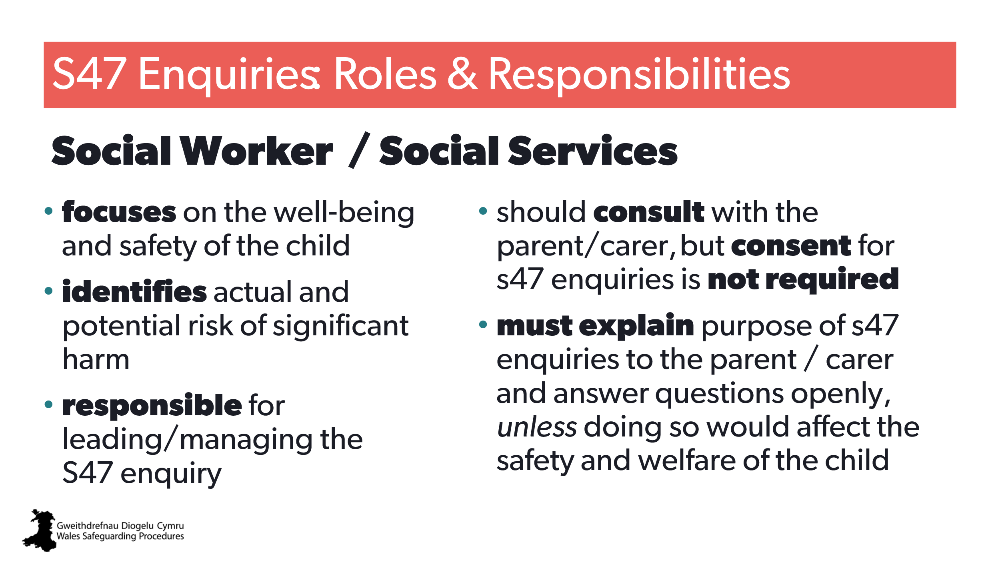 S47 Enquiries: Roles & Responsibilities
Social Worker / Social Services
• focuses on the well-being
and safety of the child
• identifies actual and
potential risk of significant
harm
• responsible for
leading/managing the
S47 enquiry
• should consult with the
parent/carer, but consent for
s47 enquiries is not required
• must explain purpose of s47
enquiries to the parent / carer
and answer questions openly,
unless doing so would affect the
safety and welfare of the child
Gweithdrefnau Diogelu Cymru
Wales Safeguarding Procedures